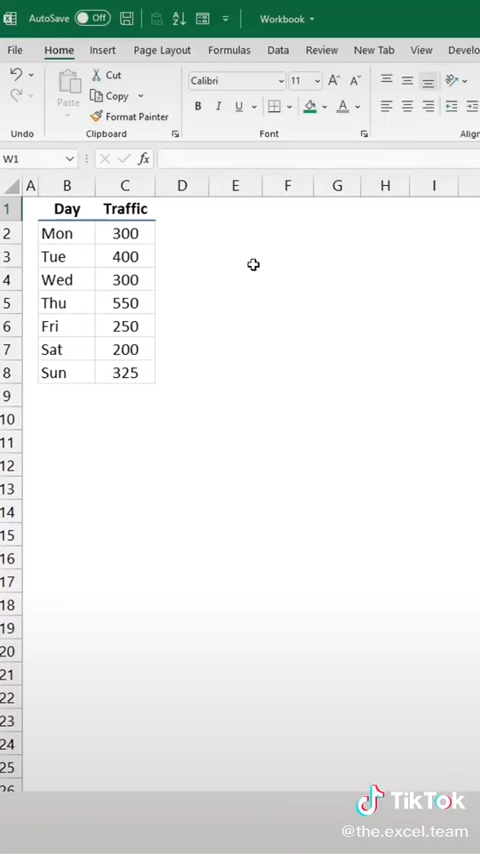 AutoSave Off Workbook
File Home Insert Page Layout Formulas Data Review New Tab View Develo
Cut
Copy
Paste
Format Painter
Calibri 11
B I U
Undo Clipboard Font Align
W1 fx
A B C D E F G H I
1 Day Traffic
2 Mon 300
3 Tue 400
4 Wed 300
5 Thu 550
6 Fri 250
7 Sat 200
8 Sun 325
9
10
11
12
13
14
15
16
17
18
19
20
21
22
23
24
25
26
TikTok
@the.excel.team